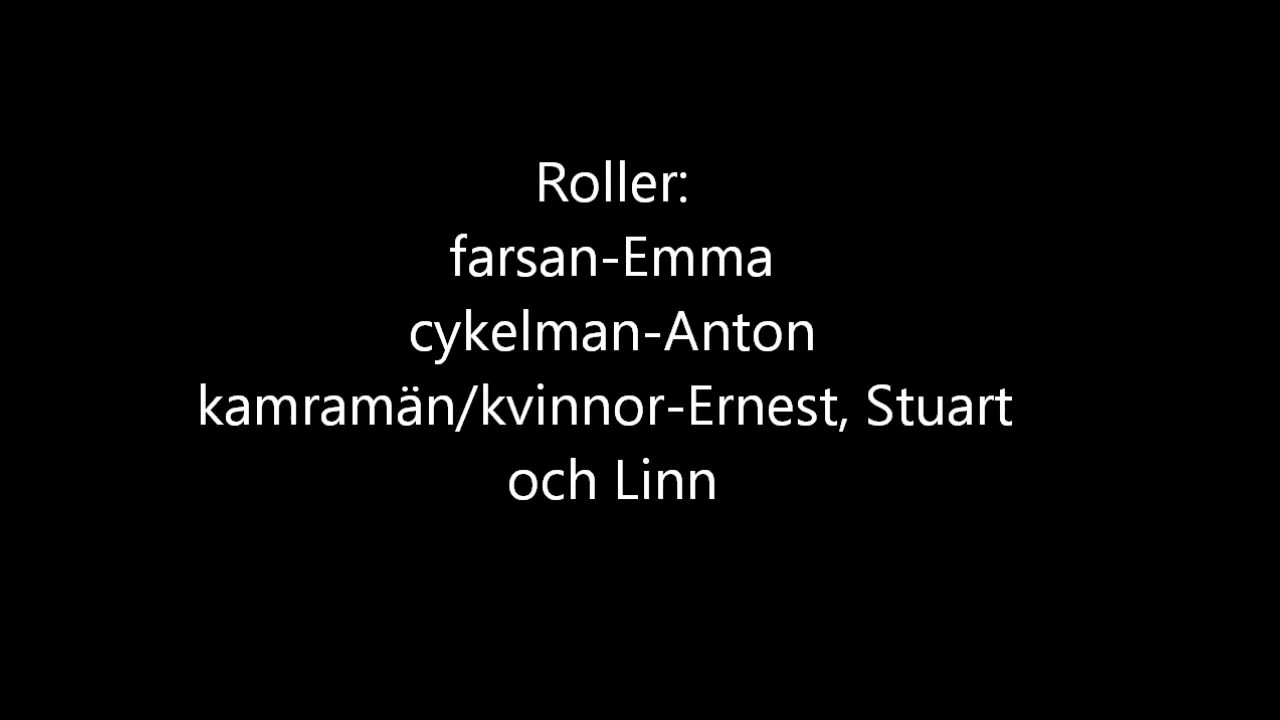 Roller:
farsan-Emma
cykelman-Anton
kamramän/kvinnor-Ernest, Stuart
och Linn